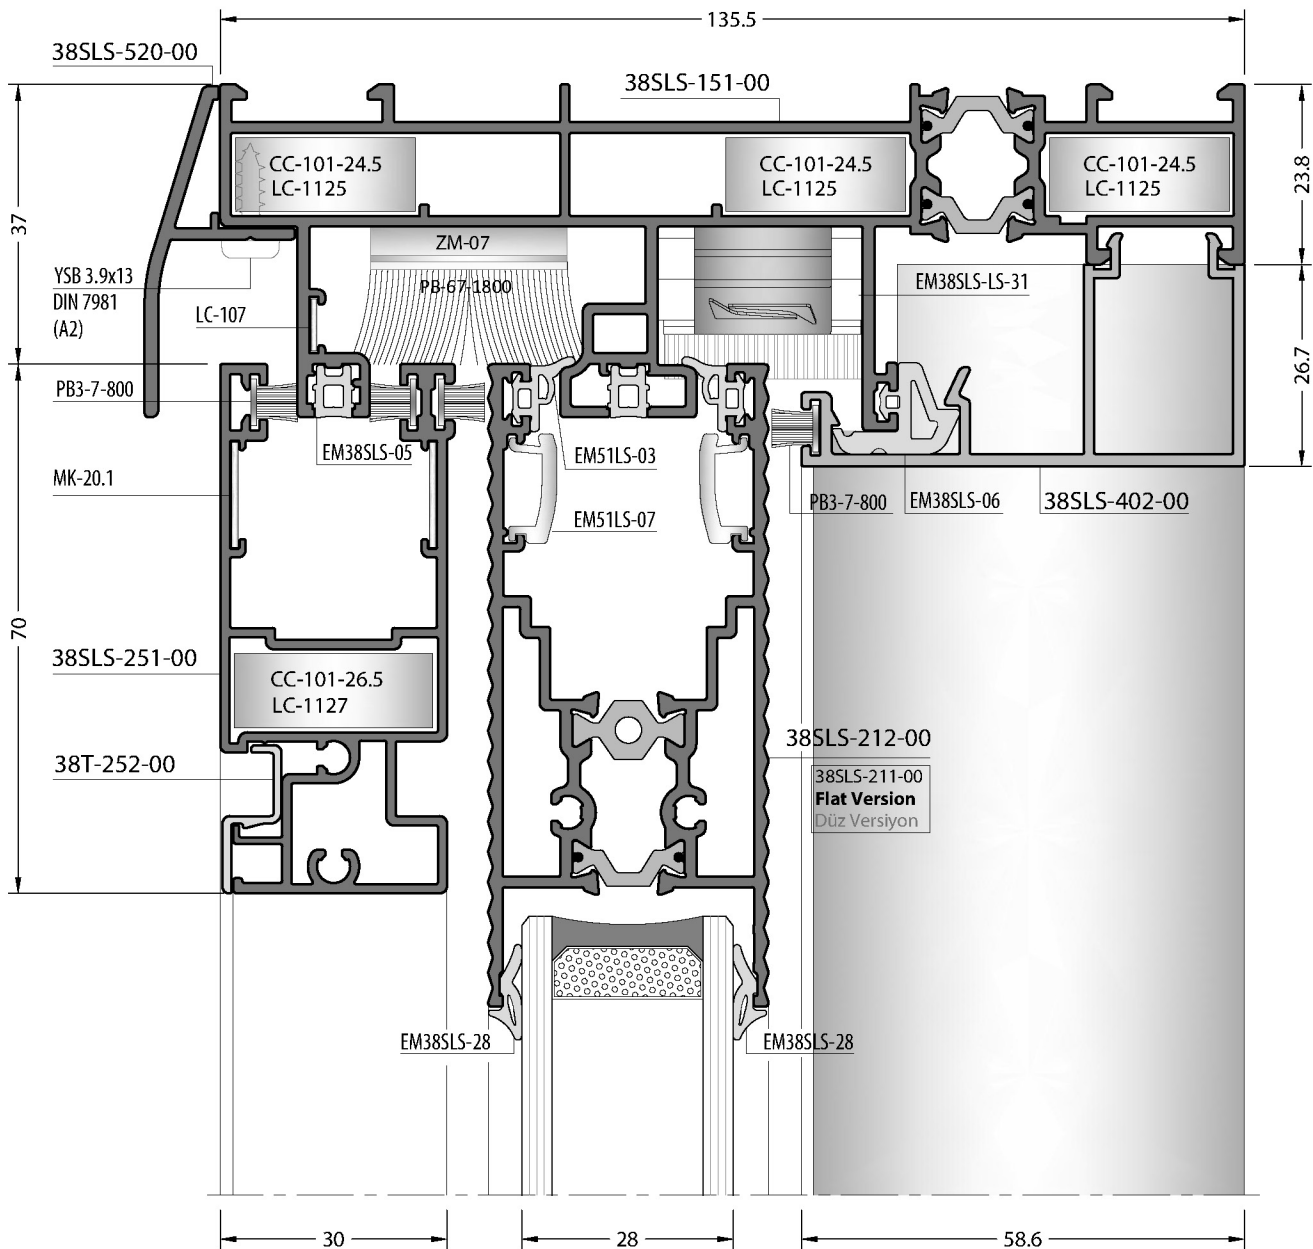 135.5
38SLS-520-00
38SLS-151-00
CC-101-24.5
LC-1125
CC-101-24.5
LC-1125
CC-101-24.5
LC-1125
23.8
37
ZM-07
YSB 3.9x13
DIN 7981
(A2)
PB-67-1800
EM38SLS-LS-31
LC-107
26.7
PB3-7-800
EM38SLS-05
EM51LS-03
MK-20.1
PB3-7-800
EM38SLS-06
38SLS-402-00
EM51LS-07
70
38SLS-251-00
CC-101-26.5
LC-1127
38SLS-212-00
38T-252-00
38SLS-211-00
Flat Version
Düz Versiyon
EM38SLS-28
EM38SLS-28
30
28
58.6